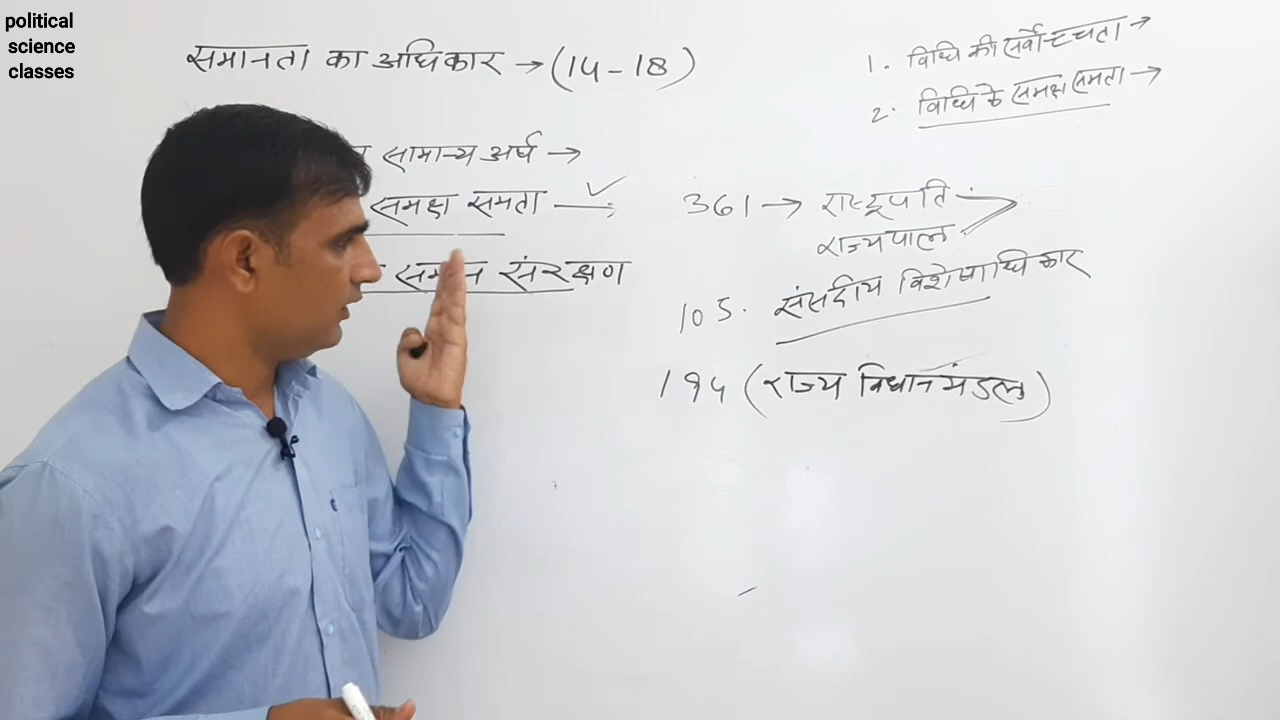 political
science
classes
समानता का अधिकार → (14-18)
सामान्य अर्थ →
समक्ष समता
समान संरक्षण
1. विधि की सर्वोच्चता →
2. विधि के समक्ष समता →
361 → राष्ट्रपति
राज्यपाल
105. संसदीय विशेषाधिकार
194 (राज्य विधानमंडल)